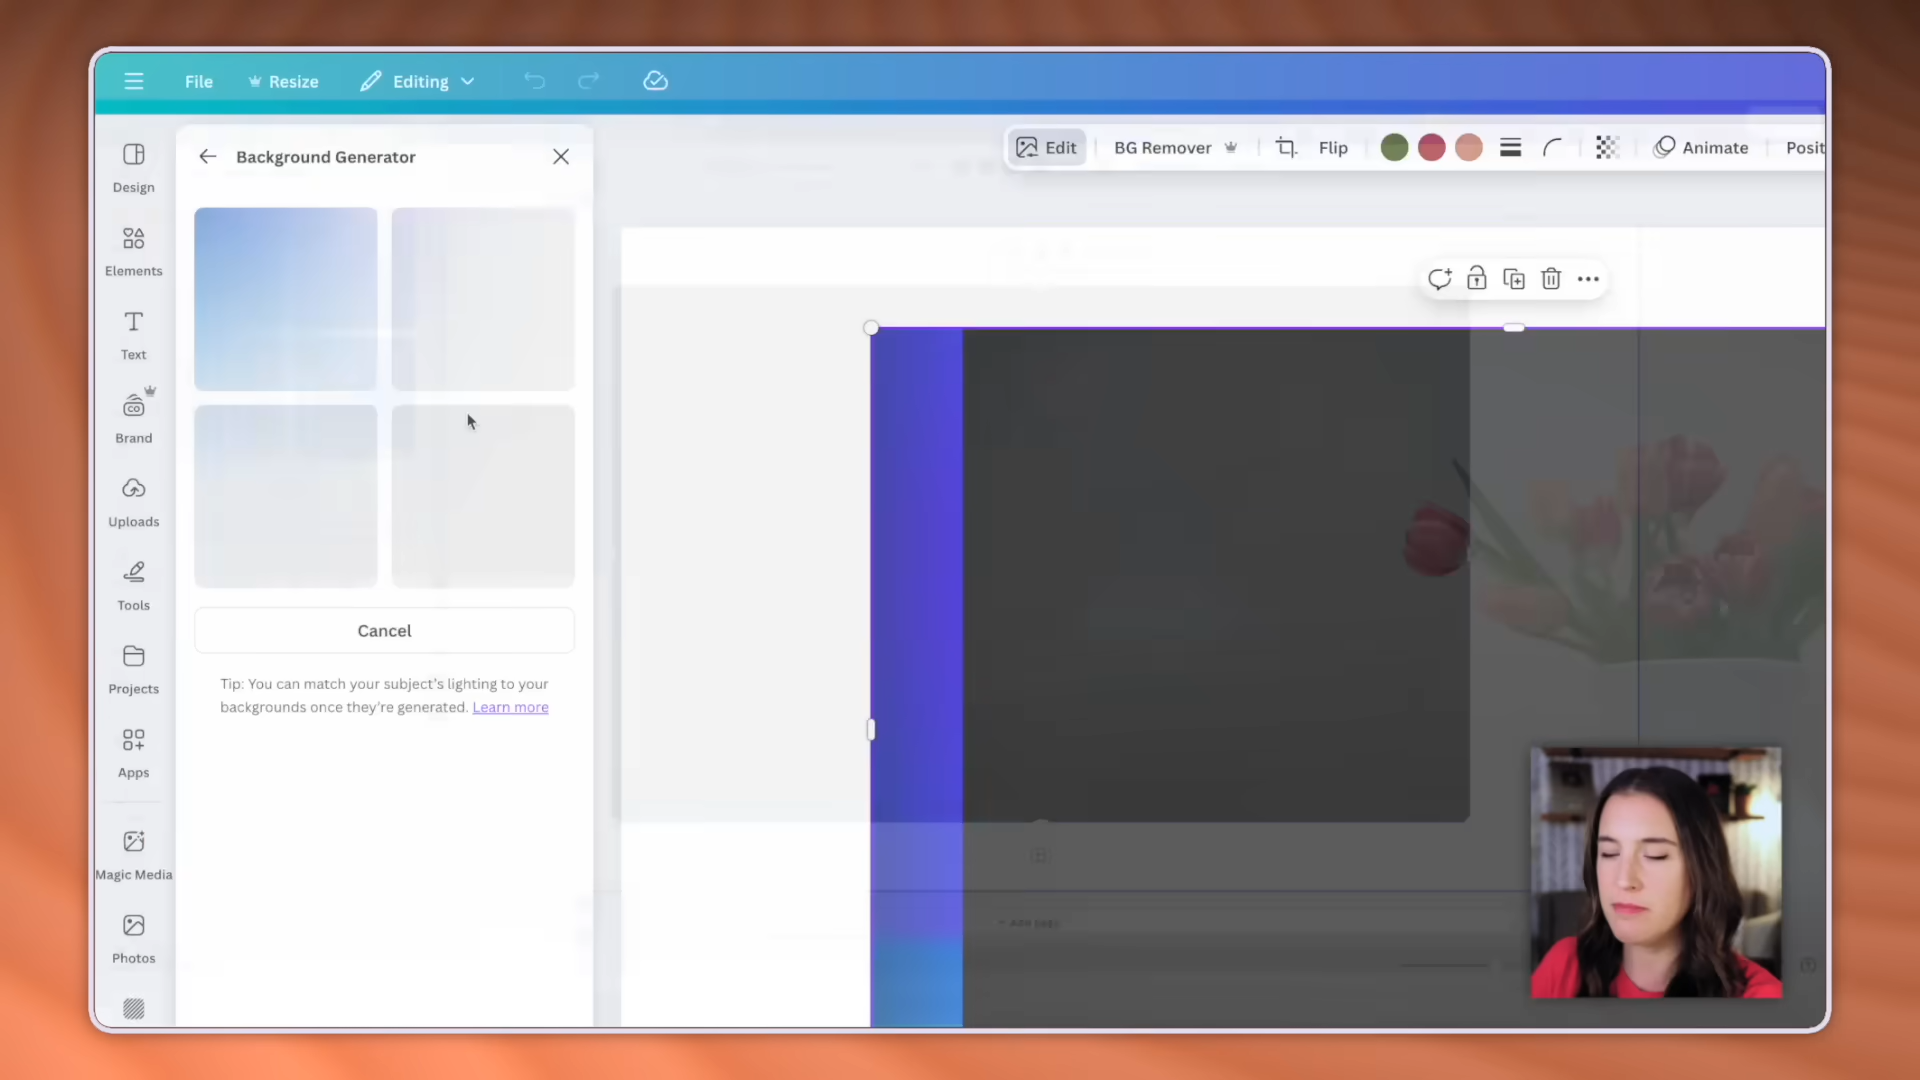 File
Resize
Editing
Design
Elements
Text
Brand
CO
Uploads
Tools
Projects
Apps
Magic Media
Photos
Background Generator
Cancel
Tip: You can match your subject's lighting to your
backgrounds once they're generated. Learn more
Edit
BG Remover
Flip
Animate
Posit